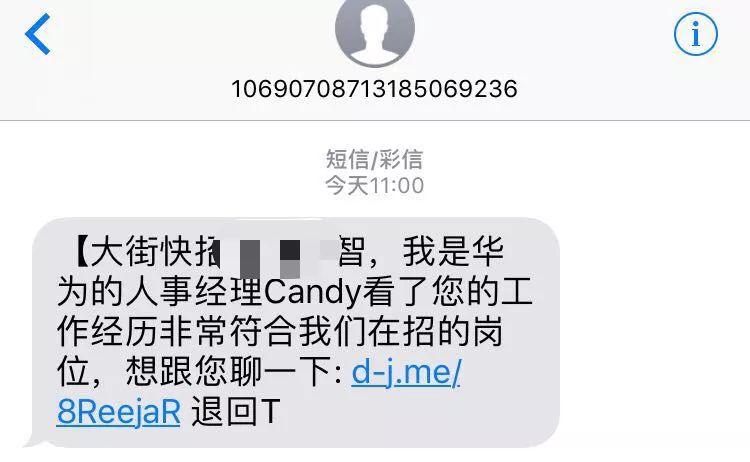 10690708713185069236
短信/彩信
今天11:00
【大街快招
智，我是华
为的人事经理Candy看了您的工
作经历非常符合我们在招的岗
位，想跟您聊一下: d-j.me/
8ReejaR 退回T